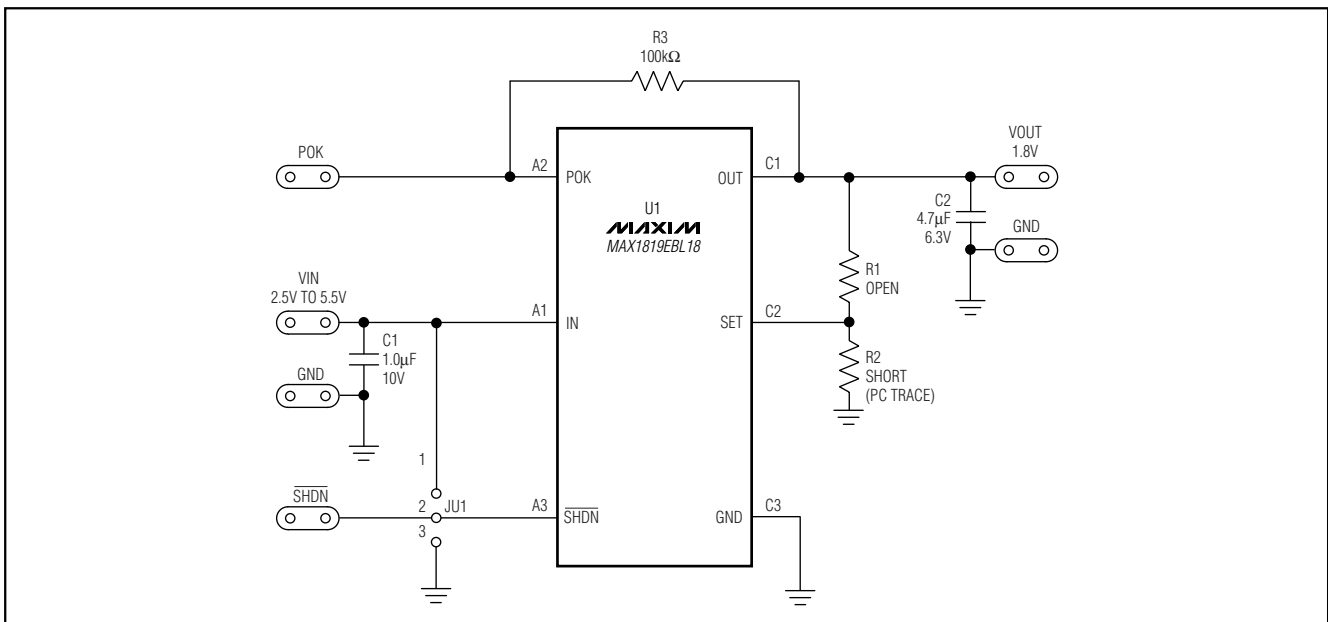 R3
100kΩ
POK
A2
POK
OUT
C1
VOUT
1.8V
U1
MAXIM
MAX1819EBL18
C2
4.7μF
6.3V
GND
R1
OPEN
VIN
2.5V TO 5.5V
A1
IN
SET
C2
C1
1.0μF
10V
R2
SHORT
(PC TRACE)
GND
1
SHDN
2
JU1
A3
SHDN
GND
C3
3